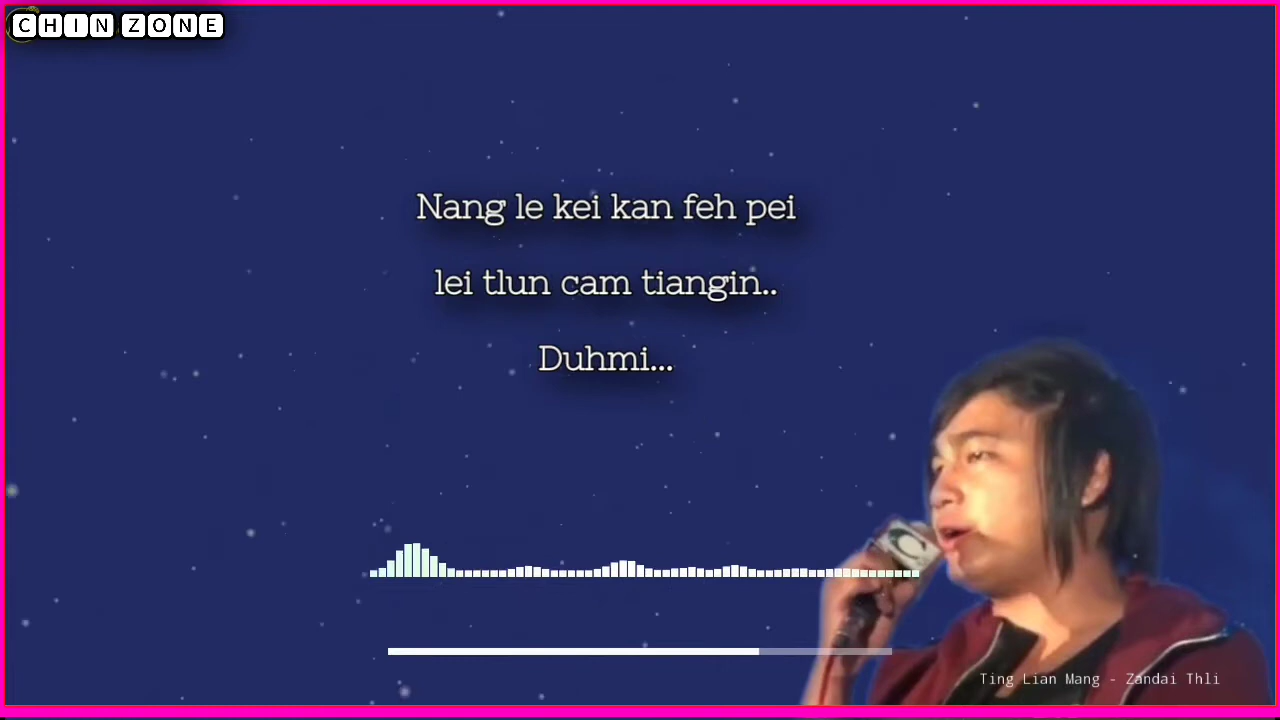 CHIN ZONE
Nang le kei kan feh pei
lei tlun cam tiangin..
Duhmi...
C
Ting Lian Mang - Zandai Thli